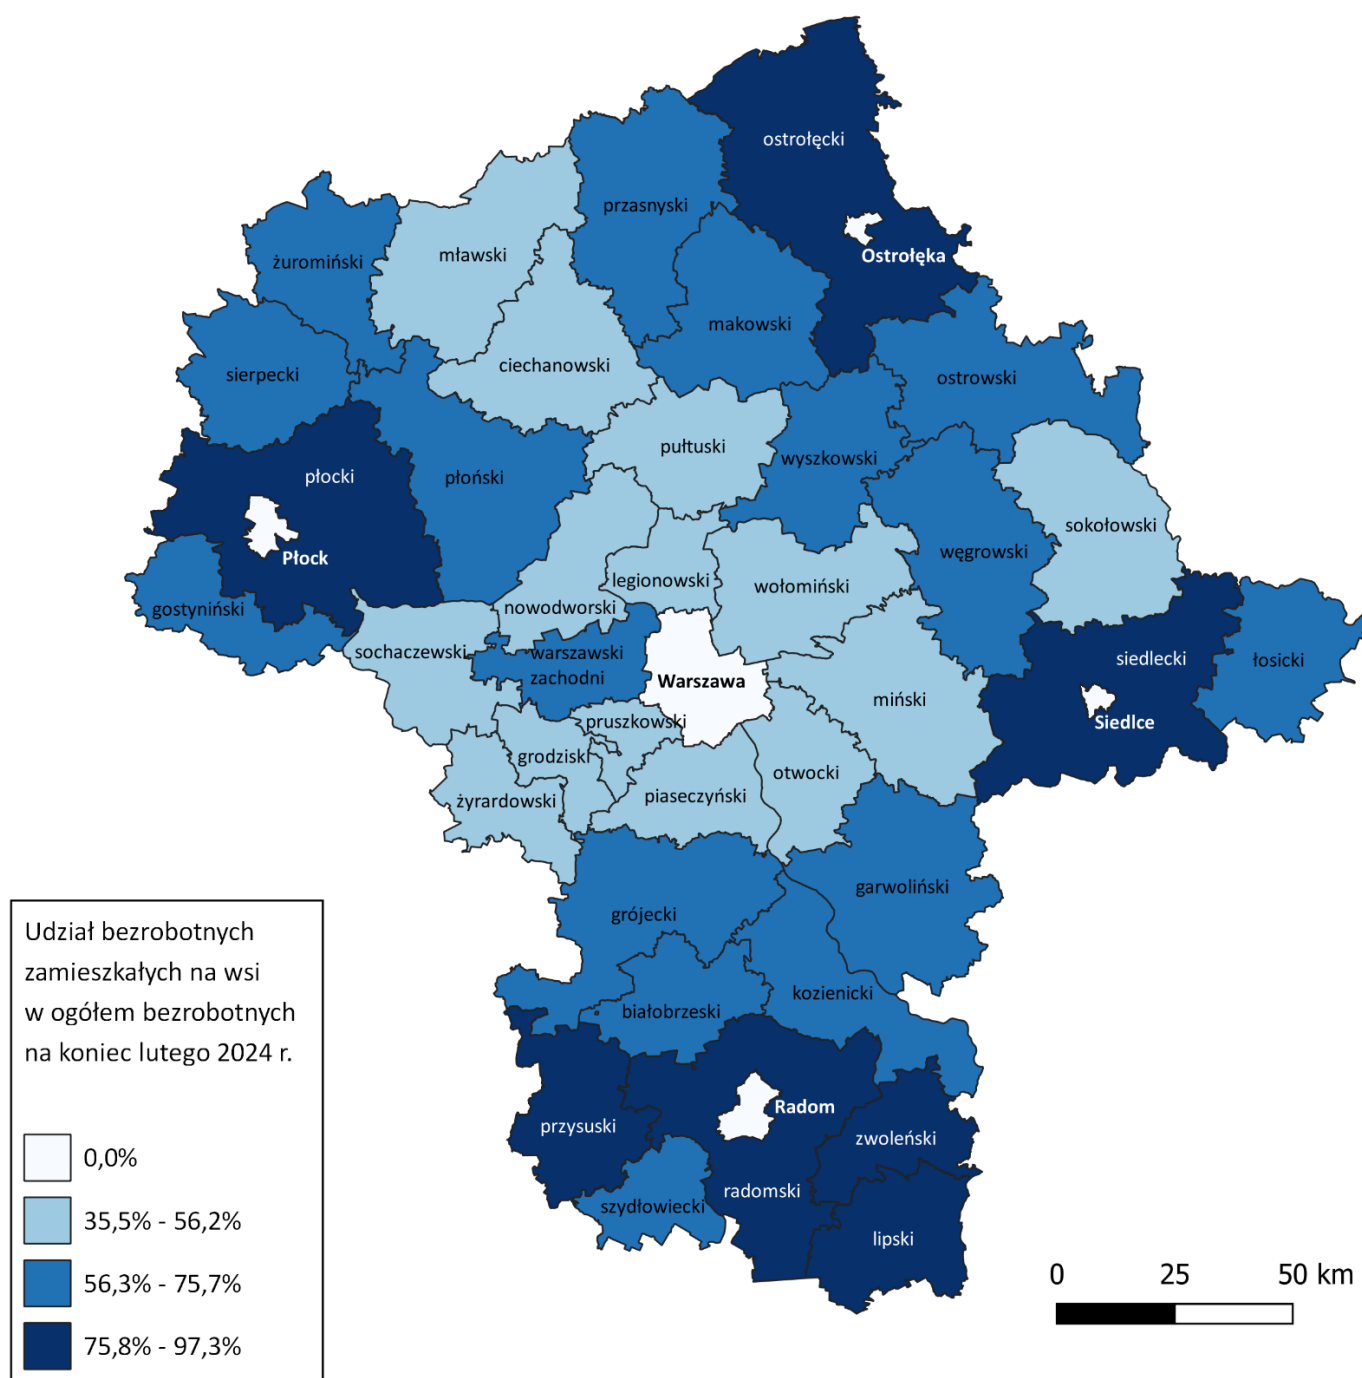 ostrołęcki
przasnyski
Ostrołęka
mławski
żuromiński
makowski
ciechanowski
sierpecki
ostrowski
pułtuski
wyszkowski
płocki
płoński
sokołowski
węgrowski
Płock
legionowski
wołomiński
gostyniński
nowodworski
sochaczewski
warszawski
zachodni
siedlecki
łosicki
Warszawa
miński
pruszkowski
Siedlce
grodziski
otwocki
żyrardowski
piaseczyński
garwoliński
grójecki
kozienicki
białobrzeski
Radom
przysuski
zwoleński
radomski
szydłowiecki
lipski
Udział bezrobotnych
zamieszkałych na wsi
w ogółem bezrobotnych
na koniec lutego 2024 r.
0,0%
35,5% - 56,2%
56,3% - 75,7%
75,8% - 97,3%
0 25 50 km